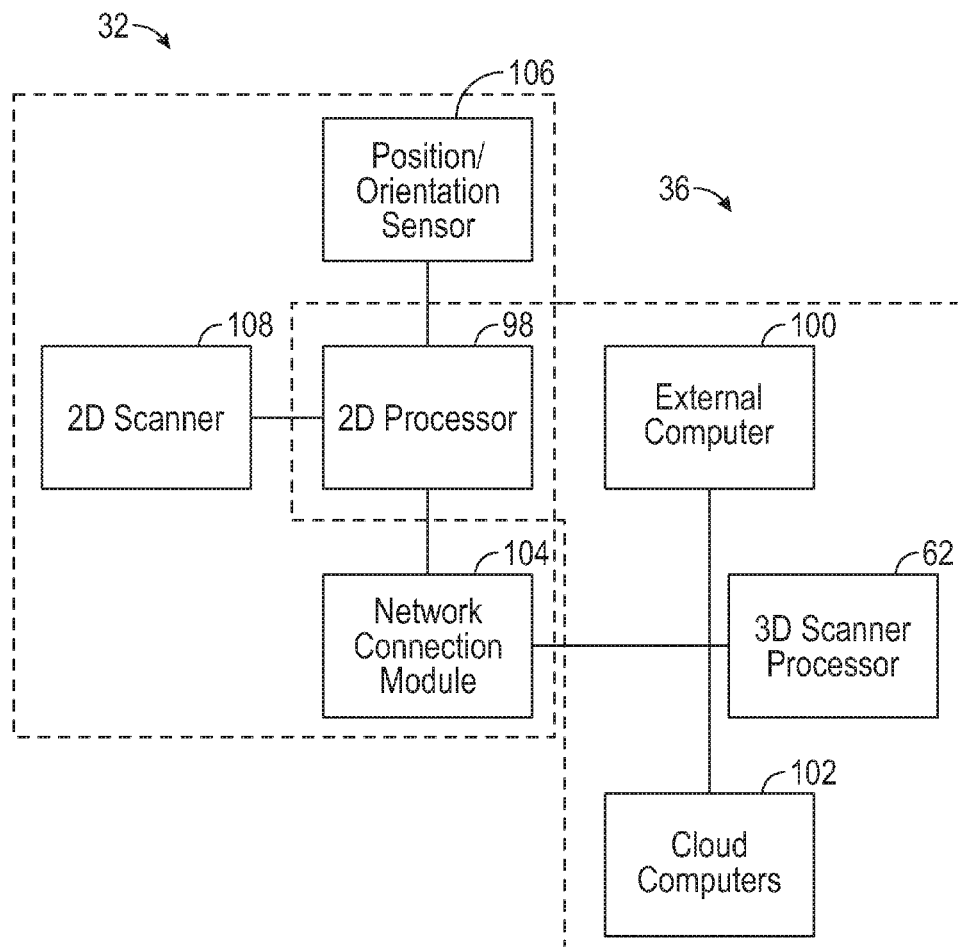 32
106
Position/
Orientation
Sensor
36
108
2D Scanner
98
2D Processor
100
External
Computer
104
Network
Connection
Module
62
3D Scanner
Processor
102
Cloud
Computers